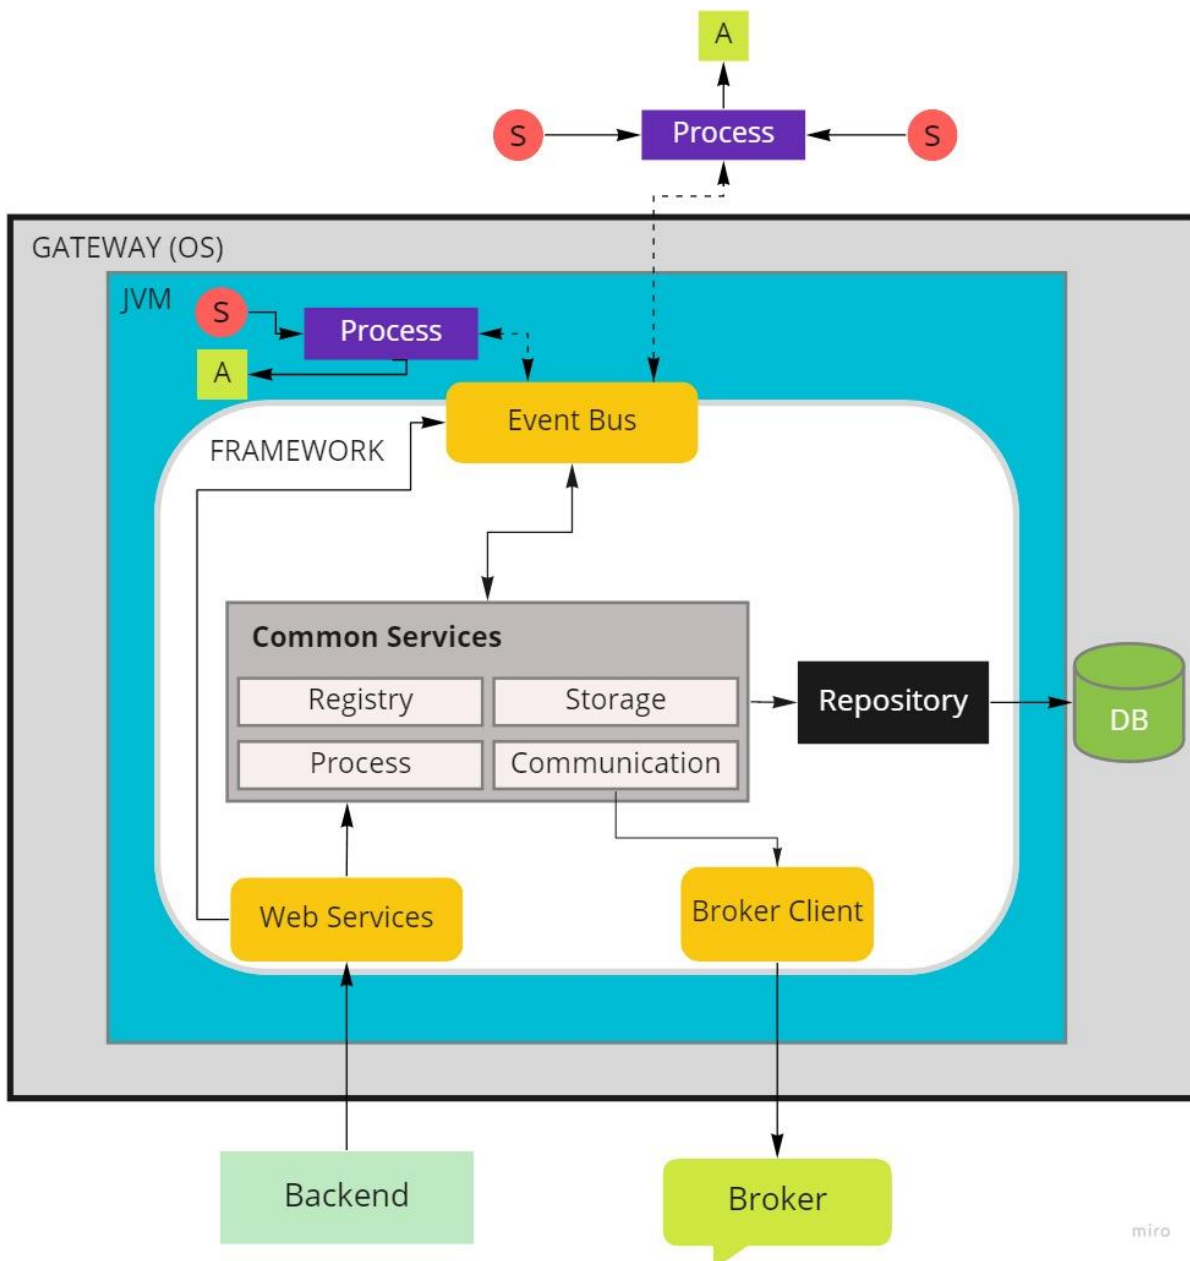 A
S
Process
S
GATEWAY (OS)
JVM
S
Process
A
Event Bus
FRAMEWORK
Common Services
Registry
Storage
Process
Communication
Repository
DB
Web Services
Broker Client
Backend
Broker
miro